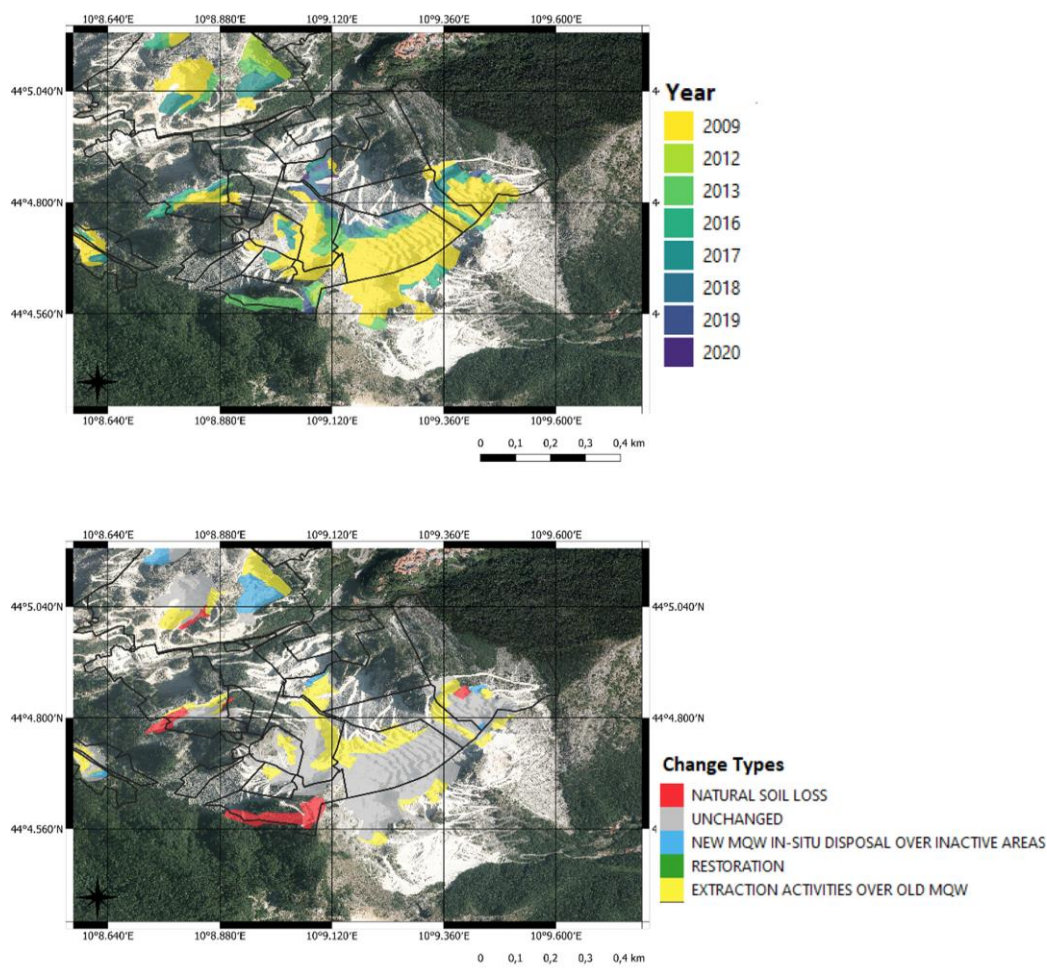 10°8.640′E 10°8.880′E 10°9.120′E 10°9.360′E 10°9.600′E
44°5.040′N 4
44°4.800′N 4
44°4.560′N 4
10°8.640′E 10°8.880′E 10°9.120′E 10°9.360′E 10°9.600′E
0 0,1 0,2 0,3 0,4 km
Year
2009
2012
2013
2016
2017
2018
2019
2020
10°8.640′E 10°8.880′E 10°9.120′E 10°9.360′E 10°9.600′E
44°5.040′N 44°5.040′N
44°4.800′N 44°4.800′N
44°4.560′N 4
10°8.640′E 10°8.880′E 10°9.120′E 10°9.360′E 10°9.600′E
0 0,1 0,2 0,3 0,4 km
Change Types
NATURAL SOIL LOSS
UNCHANGED
NEW MQW IN-SITU DISPOSAL OVER INACTIVE AREAS
RESTORATION
EXTRACTION ACTIVITIES OVER OLD MQW